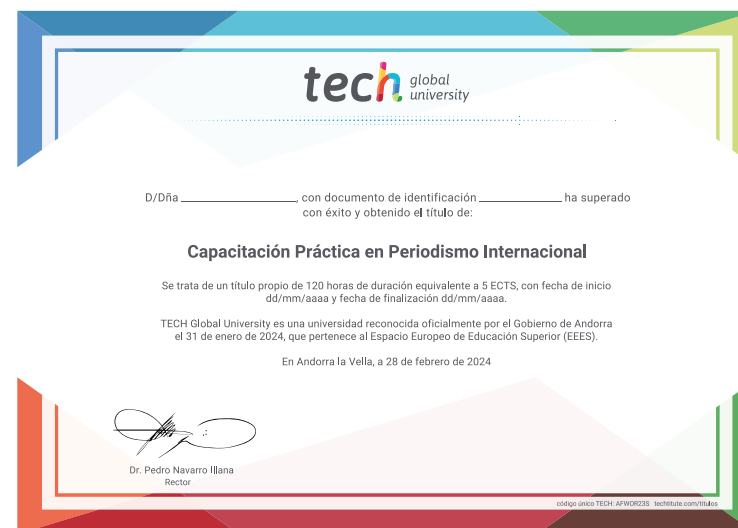 tech global university
D/Dña ______________, con documento de identificación ______________ ha superado
con éxito y obtenido el título de:
Capacitación Práctica en Periodismo Internacional
Se trata de un título propio de 120 horas de duración equivalente a 5 ECTS, con fecha de inicio
dd/mm/aaaa y fecha de finalización dd/mm/aaaa.
TECH Global University es una universidad reconocida oficialmente por el Gobierno de Andorra
el 31 de enero de 2024, que pertenece al Espacio Europeo de Educación Superior (EEES).
En Andorra la Vella, a 28 de febrero de 2024
Dr. Pedro Navarro Illana
Rector
código único TECH: AFWOR23S techtitute.com/titulos